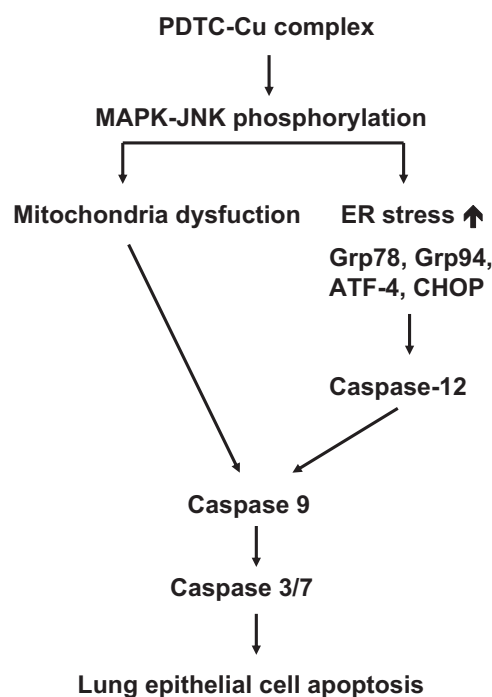 PDTC-Cu complex
MAPK-JNK phosphorylation
Mitochondria dysfuction
ER stress
Grp78, Grp94,
ATF-4, CHOP
Caspase-12
Caspase 9
Caspase 3/7
Lung epithelial cell apoptosis